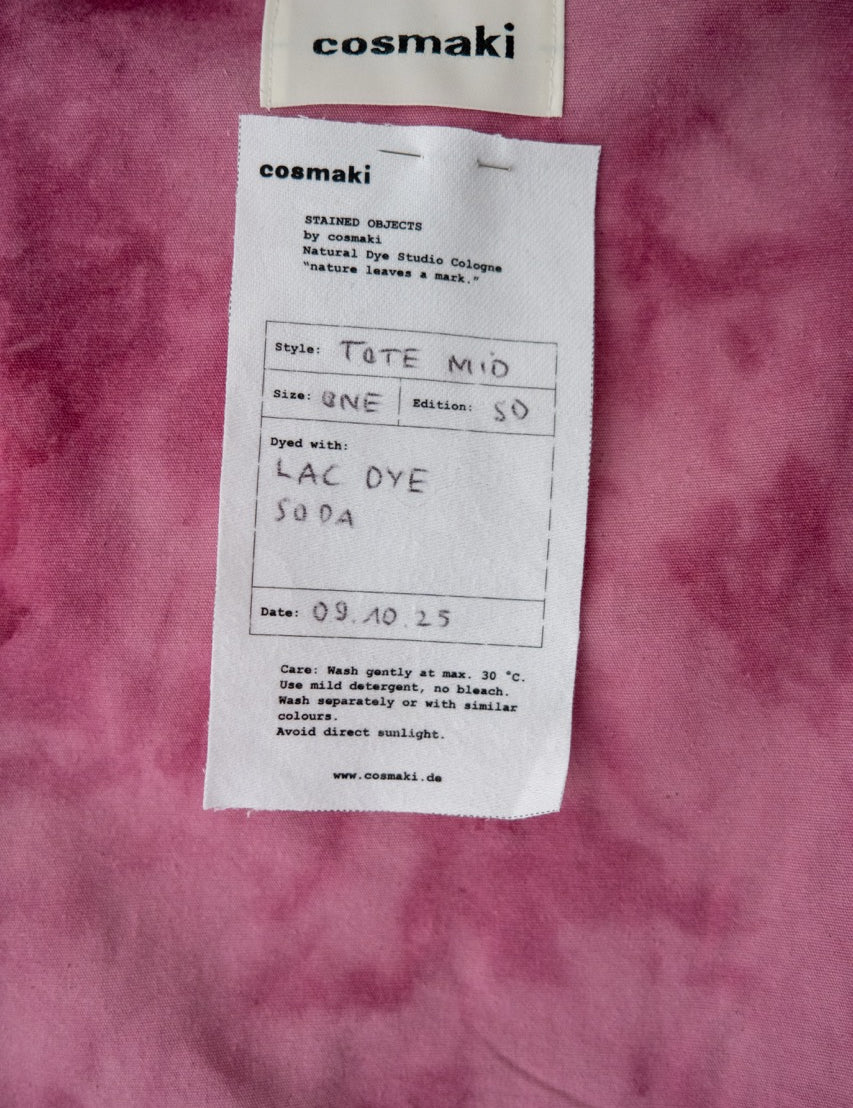 cosmaki
cosmaki
STAINED OBJECTS
by cosmaki
Natural Dye Studio Cologne
"nature leaves a mark."
Style: TOTE MID
Size: ONE Edition: 50
Dyed with:
LAC DYE
SODA
Date: 09.10.25
Care: Wash gently at max. 30 °C.
Use mild detergent, no bleach.
Wash separately or with similar
colours.
Avoid direct sunlight.
www.cosmaki.de